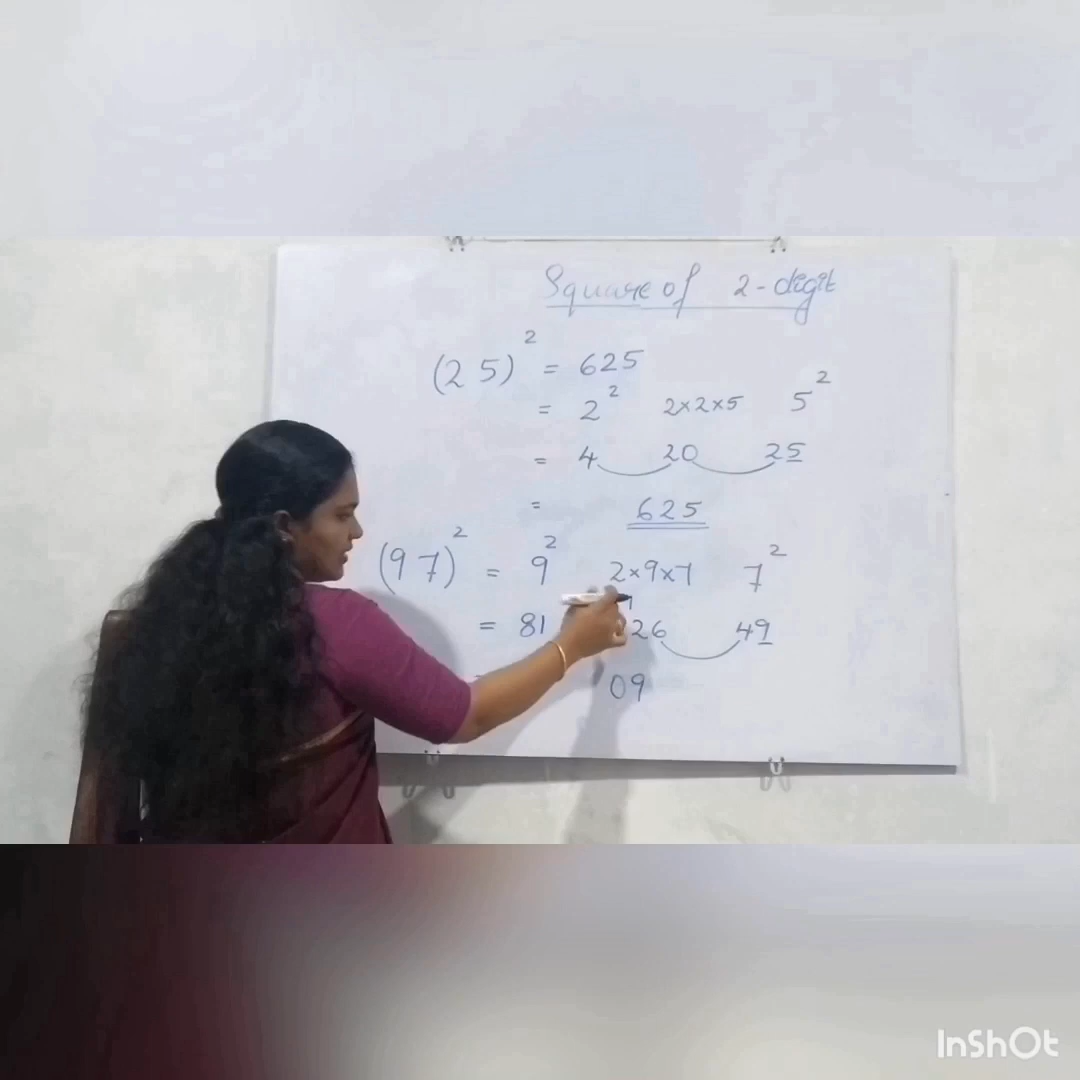 Square of 2-digit
(25)² = 625
= 2² 2×2×5 5²
= 4 20 25
= 625
(97)² = 9² 2×9×7 7²
= 81 26 49
09
InShOt